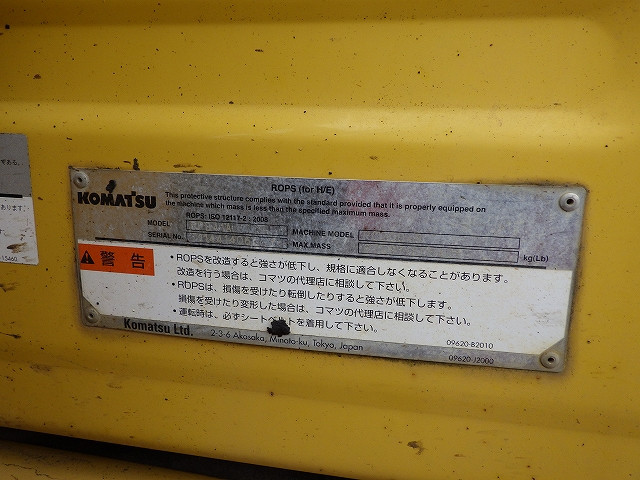 ROPS (for H/E)
KOMATSU
This protective structure complies with the standard provided that it is properly equipped on
the machine which mass is less than the specified maximum mass.
ROPS: ISO 12117-2 : 2008
MODEL
MACHINE MODEL
SERIAL No.
MAX.MASS
kg(Lb)
警告
・ROPSを改造すると強さが低下し、規格に適合しなくなることがあります。
改造を行う場合は、コマツの代理店に相談して下さい。
・ROPSは、損傷を受けたり転倒したりすると強さが低下します。
損傷を受けたり変形した場合は、コマツの代理店に相談して下さい。
・運転時は、必ずシートベルトを着用して下さい。
Komatsu Ltd.
2-3-6 Akasaka, Minato-ku, Tokyo, Japan
09620-B2010
09620-J2000
-15460